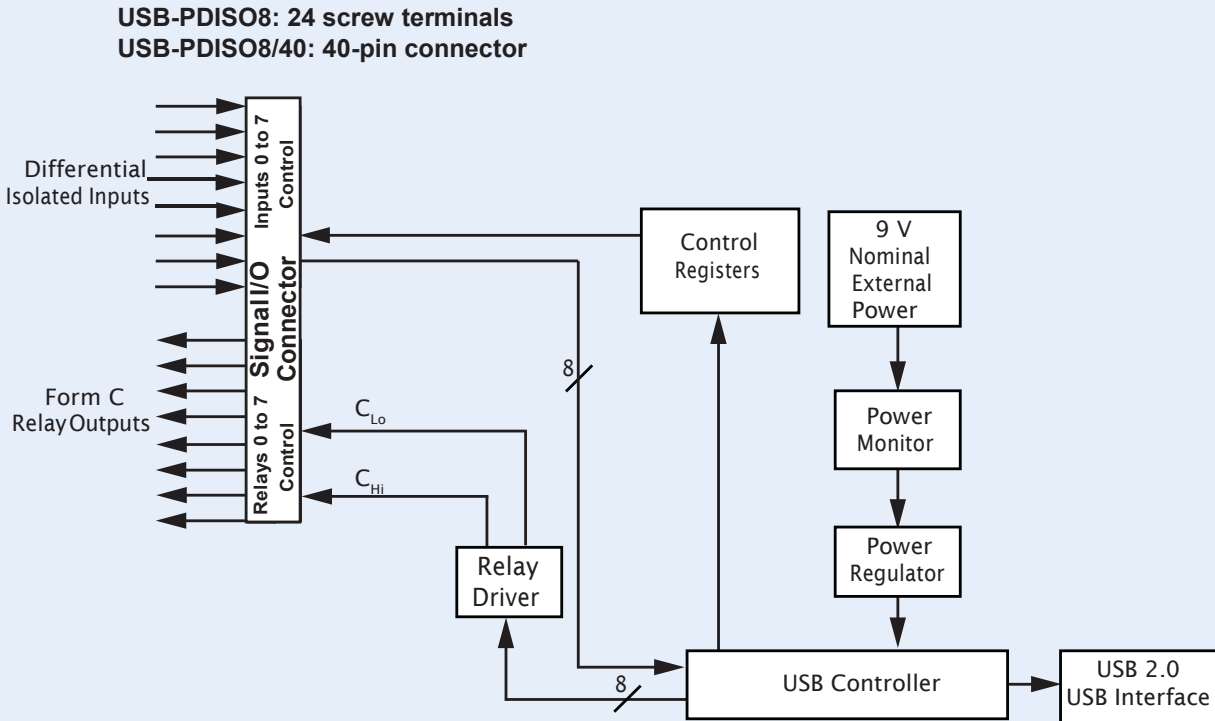 USB-PDISO8: 24 screw terminals
USB-PDISO8/40: 40-pin connector
Differential
Isolated Inputs
Inputs 0 to 7
Control
Signal I/O
Connector
Relays 0 to 7
Control
Form C
Relay Outputs
Control
Registers
9 V
Nominal
External
Power
8
C Lo
C Hi
Power
Monitor
Relay
Driver
Power
Regulator
8
USB Controller
USB 2.0
USB Interface